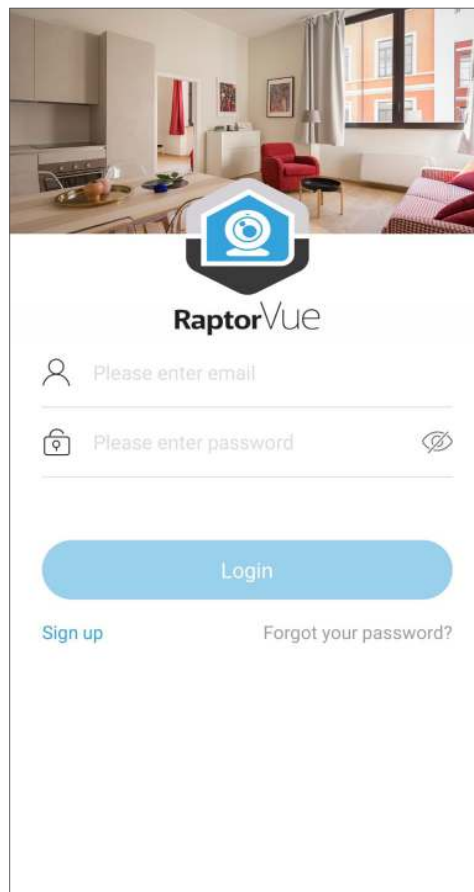 RaptorVue
Please enter email
Please enter password
Login
Sign up
Forgot your password?